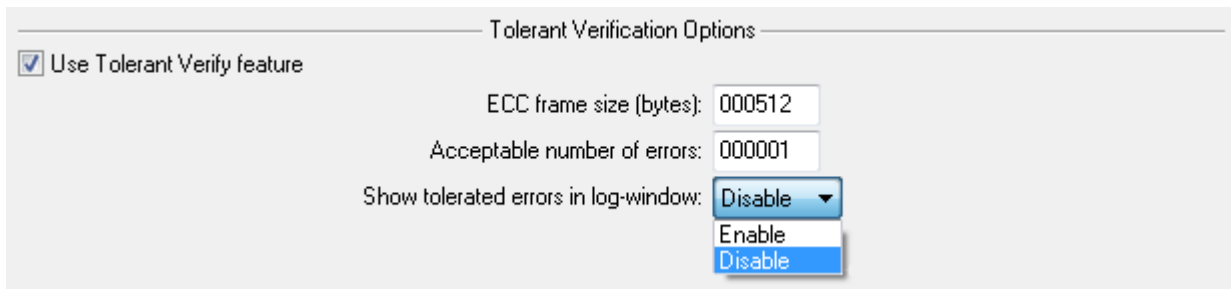 Tolerant Verification Options
Use Tolerant Verify feature
ECC frame size (bytes): 000512
Acceptable number of errors: 000001
Show tolerated errors in log-window: Disable
Enable
Disable